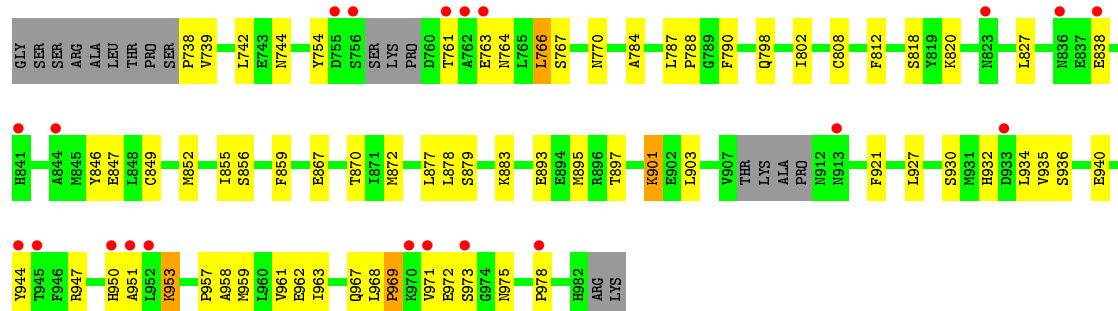 GLY SER SER ARG ALA LEU THR PRO SER P738 V739 L742 E743 N744 Y754 D755 S756 SER LYS PRO D760 T761 A762 E763 N764 L765 L766 S767 N770 A784 L787 P788 G789 F790 Q798 I802 C808 F812 S818 Y819 K820 N823 L827 N836 E837 E838
H841 A844 M845 Y846 E847 L848 C849 M852 I855 S856 F859 E867 T870 I871 M872 L877 L878 S879 K883 E893 E894 M895 R896 T897 K901 E902 L903 V907 THR LYS ALA PRO N912 N913 F921 L927 S930 M931 H932 D933 L934 V935 S936 E940
Y944 T945 F946 R947 H950 A951 L952 K953 P957 A958 M959 L960 V961 E962 I963 Q967 L968 P969 K970 V971 E972 S973 G974 N975 P978 H982 ARG LYS